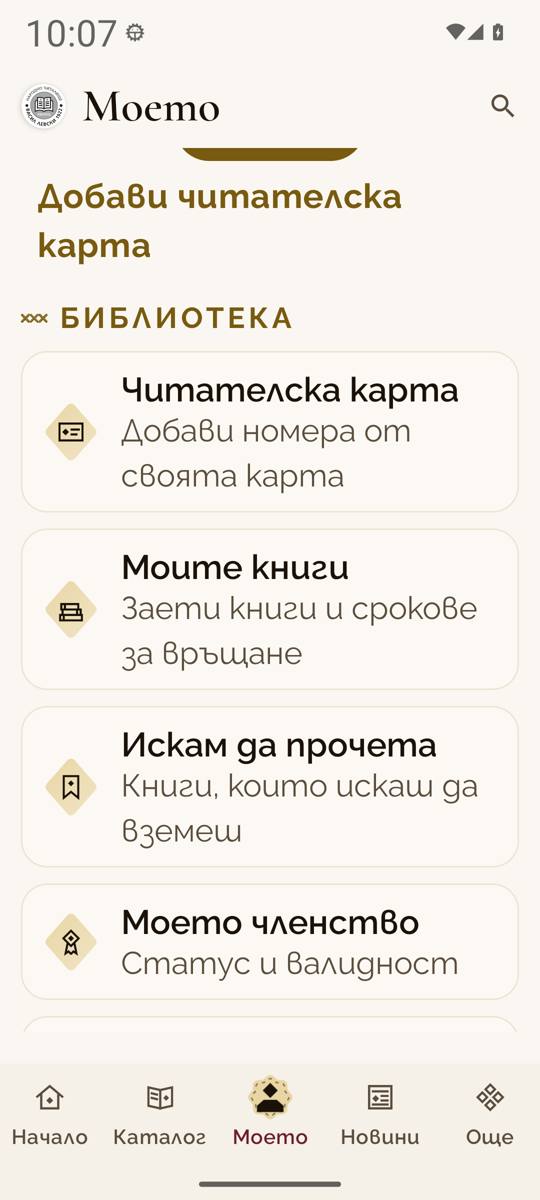 10:07
Моето
Добави читателска
карта
БИБЛИОТЕКА
Читателска карта
Добави номера от
своята карта
Моите книги
Заети книги и срокове
за връщане
Искам да прочета
Книги, които искаш да
вземеш
Моето членство
Статус и валидност
Начало
Каталог
Моето
Новини
Още